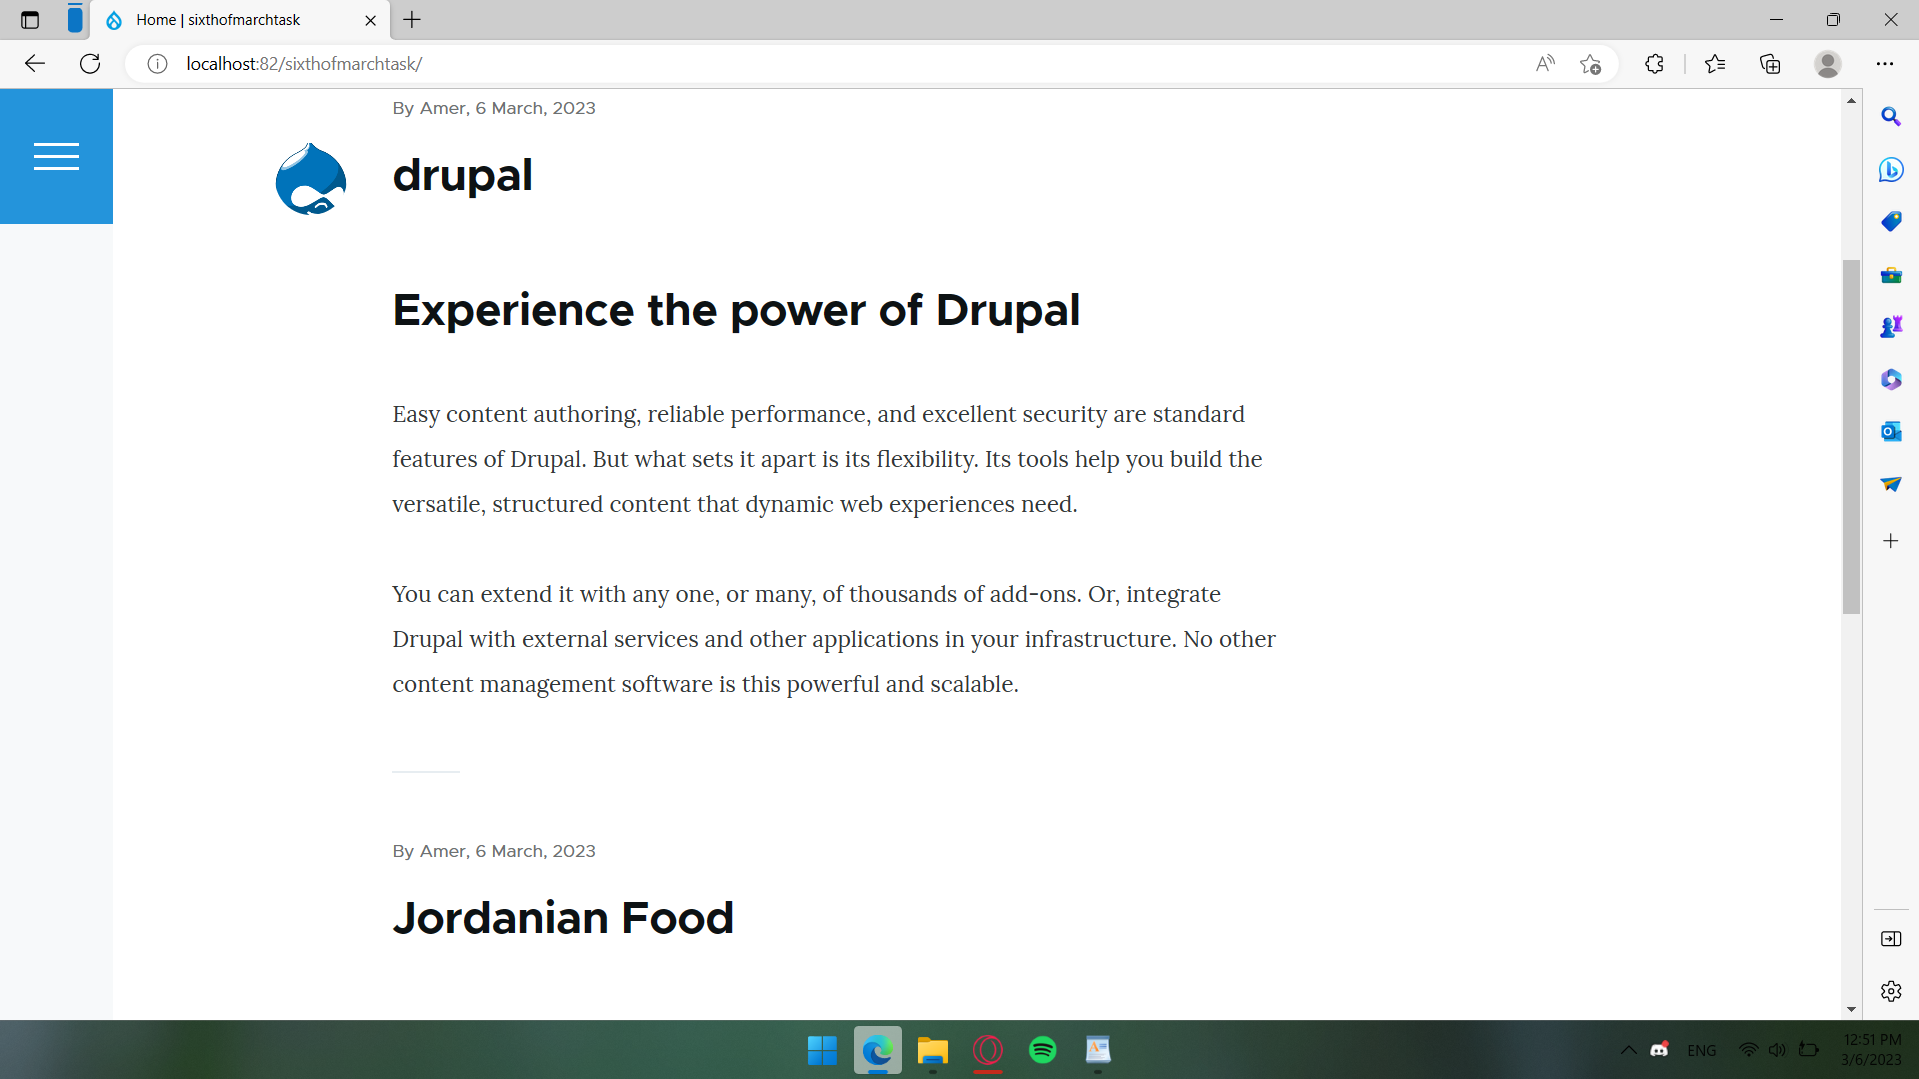 Home | sixthofmarchtask
localhost:82/sixthofmarchtask/
By Amer, 6 March, 2023
drupal
Experience the power of Drupal
Easy content authoring, reliable performance, and excellent security are standard
features of Drupal. But what sets it apart is its flexibility. Its tools help you build the
versatile, structured content that dynamic web experiences need.
You can extend it with any one, or many, of thousands of add-ons. Or, integrate
Drupal with external services and other applications in your infrastructure. No other
content management software is this powerful and scalable.
By Amer, 6 March, 2023
Jordanian Food
ENG
12:51 PM
3/6/2023